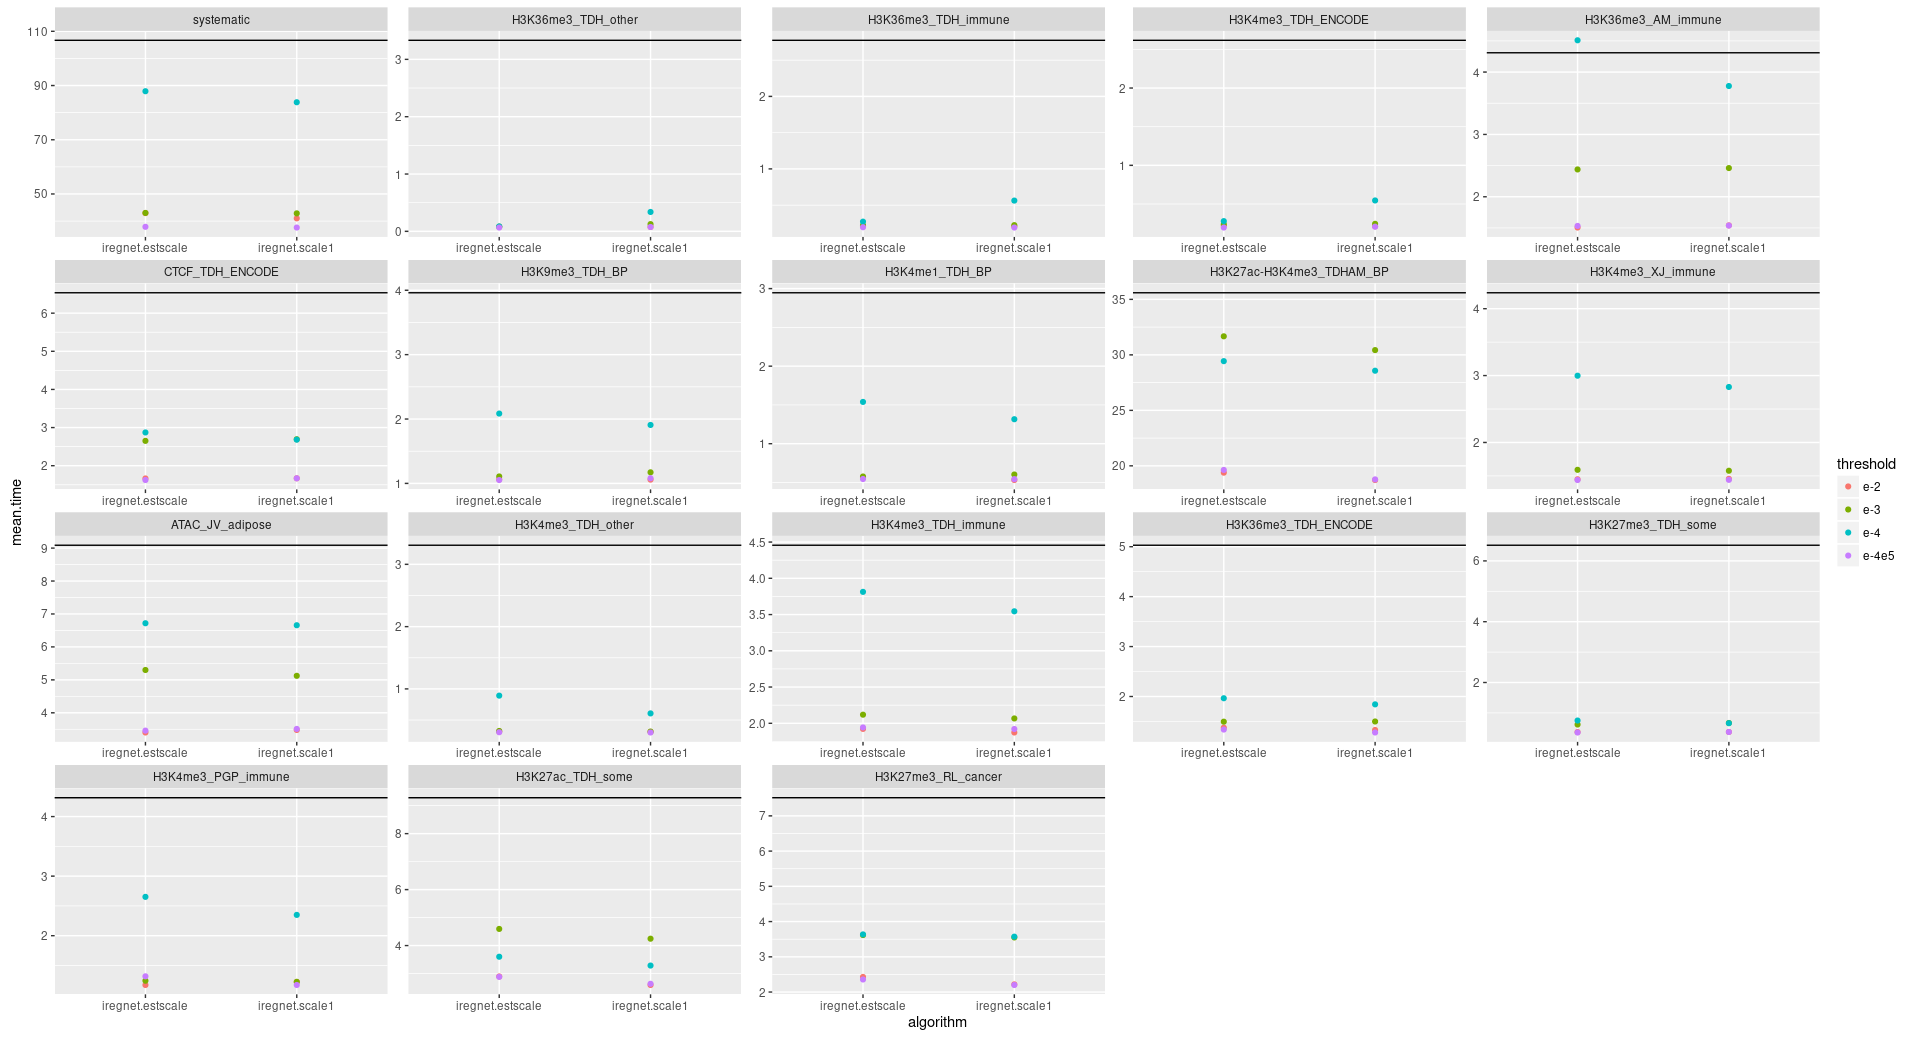 mean.time
systematic
110
90
70
50
iregnet.estscale iregnet.scale1
H3K36me3_TDH_other
3
2
1
0
iregnet.estscale iregnet.scale1
H3K36me3_TDH_immune
2
1
iregnet.estscale iregnet.scale1
H3K4me3_TDH_ENCODE
2
1
iregnet.estscale iregnet.scale1
H3K36me3_AM_immune
4
3
2
iregnet.estscale iregnet.scale1
CTCF_TDH_ENCODE
6
5
4
3
2
iregnet.estscale iregnet.scale1
H3K9me3_TDH_BP
4
3
2
1
iregnet.estscale iregnet.scale1
H3K4me1_TDH_BP
3
2
1
iregnet.estscale iregnet.scale1
H3K27ac-H3K4me3_TDHAM_BP
35
30
25
20
iregnet.estscale iregnet.scale1
H3K4me3_XJ_immune
4
3
2
iregnet.estscale iregnet.scale1
ATAC_JV_adipose
9
8
7
6
5
4
iregnet.estscale iregnet.scale1
H3K4me3_TDH_other
3
2
1
iregnet.estscale iregnet.scale1
H3K4me3_TDH_immune
4.5
4.0
3.5
3.0
2.5
2.0
iregnet.estscale iregnet.scale1
H3K36me3_TDH_ENCODE
5
4
3
2
iregnet.estscale iregnet.scale1
H3K27me3_TDH_some
6
4
2
iregnet.estscale iregnet.scale1
H3K4me3_PGP_immune
4
3
2
iregnet.estscale iregnet.scale1
H3K27ac_TDH_some
8
6
4
iregnet.estscale iregnet.scale1
H3K27me3_RL_cancer
7
6
5
4
3
2
iregnet.estscale iregnet.scale1
algorithm
threshold
e-2
e-3
e-4
e-4e5